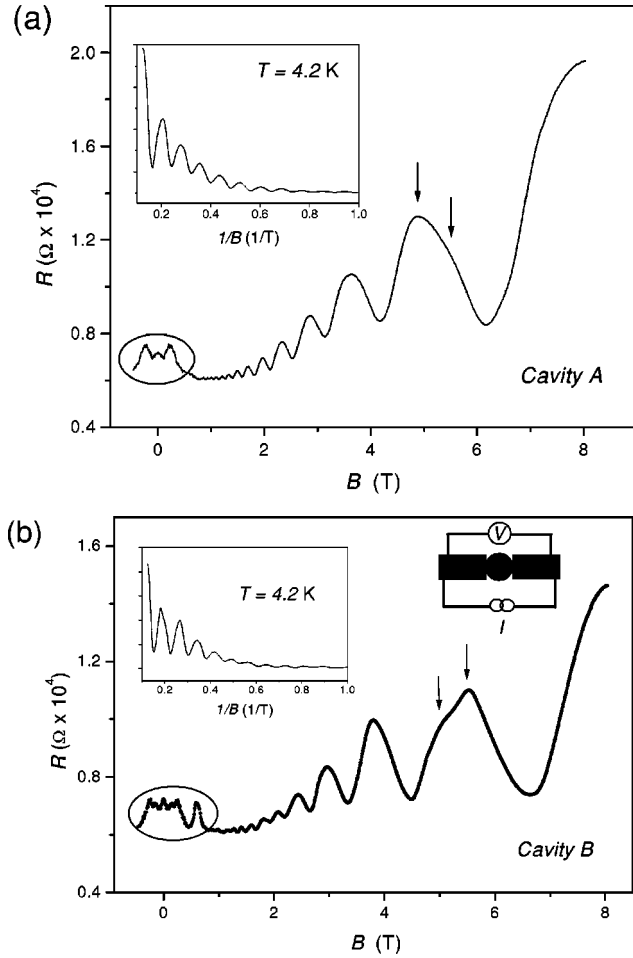 (a)
2.0
1.6
1.2
0.8
0.4
R (Ω x 10⁴)
T = 4.2 K
0.2 0.4 0.6 0.8 1.0
1/B (1/T)
Cavity A
0 2 4 6 8
B (T)
(b)
1.6
1.2
0.8
0.4
R (Ω x 10⁴)
T = 4.2 K
0.2 0.4 0.6 0.8 1.0
1/B (1/T)
V
I
Cavity B
0 2 4 6 8
B (T)